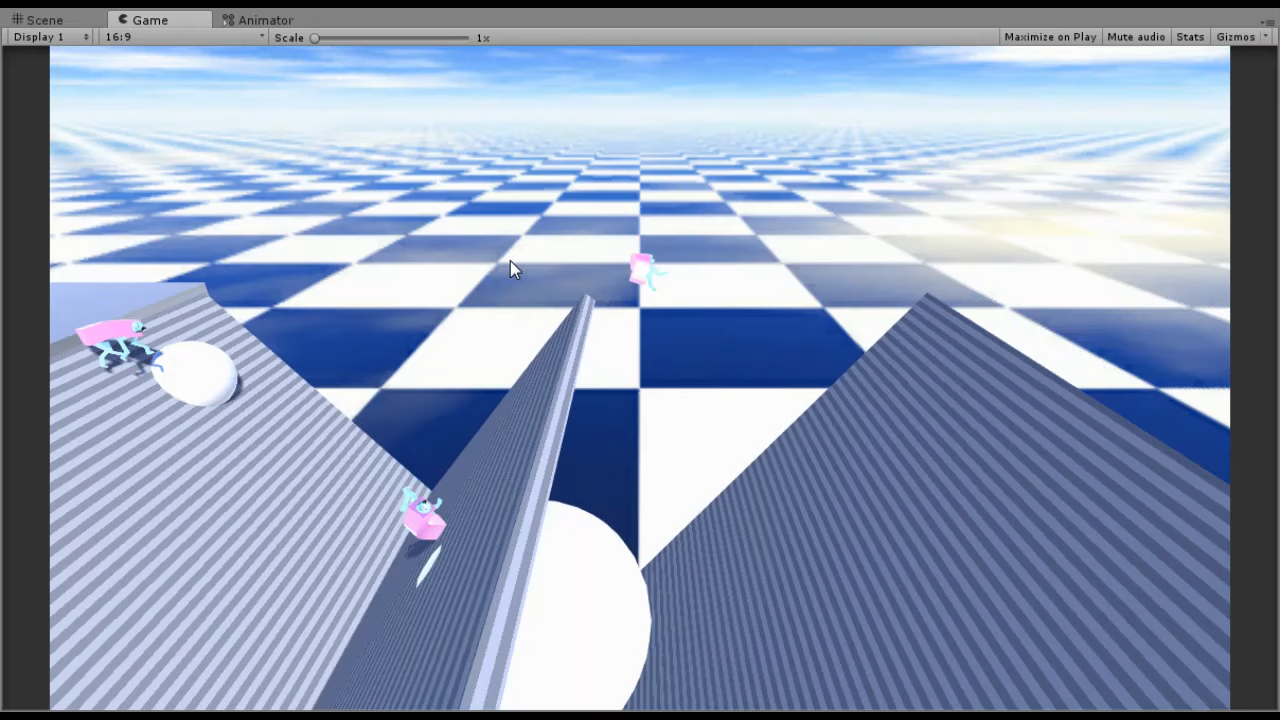 Scene Game Animator
Display 1 16:9 Scale 1x Maximize on Play Mute audio Stats Gizmos